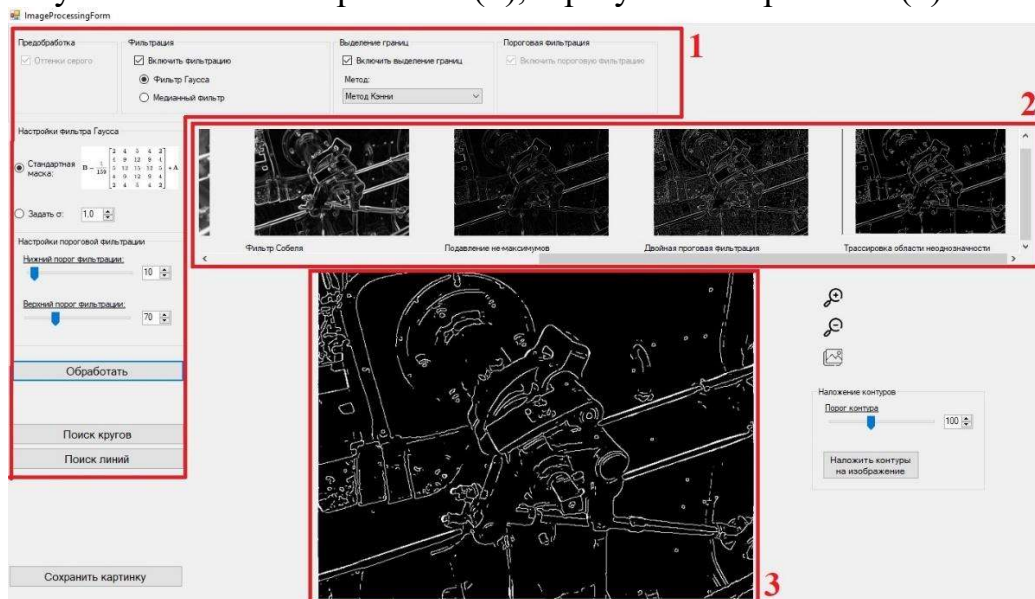 ImageProcessingForm
1
Предобработка
Оттенки серого
Фильтрация
Включить фильтрацию
Фильтр Гаусса
Медианный фильтр
Выделение границ
Включить выделение границ
Метод:
Метод Кэнни
Пороговая фильтрация
Включить пороговую фильтрацию
2
Настройки фильтра Гаусса
Стандартная
маска:
Задать σ: 1,0
Фильтр Собеля
Подавление не максимумов
Двойная проговая фильтрация
Трассировка области неоднозначности
Настройки пороговой фильтрации
Нижний порог фильтрации:
10
Верхний порог фильтрации:
70
Обработать
Поиск кругов
Поиск линий
Сохранить картинку
3
Наложение контуров
Порог контура
100
Наложить контуры
на изображение